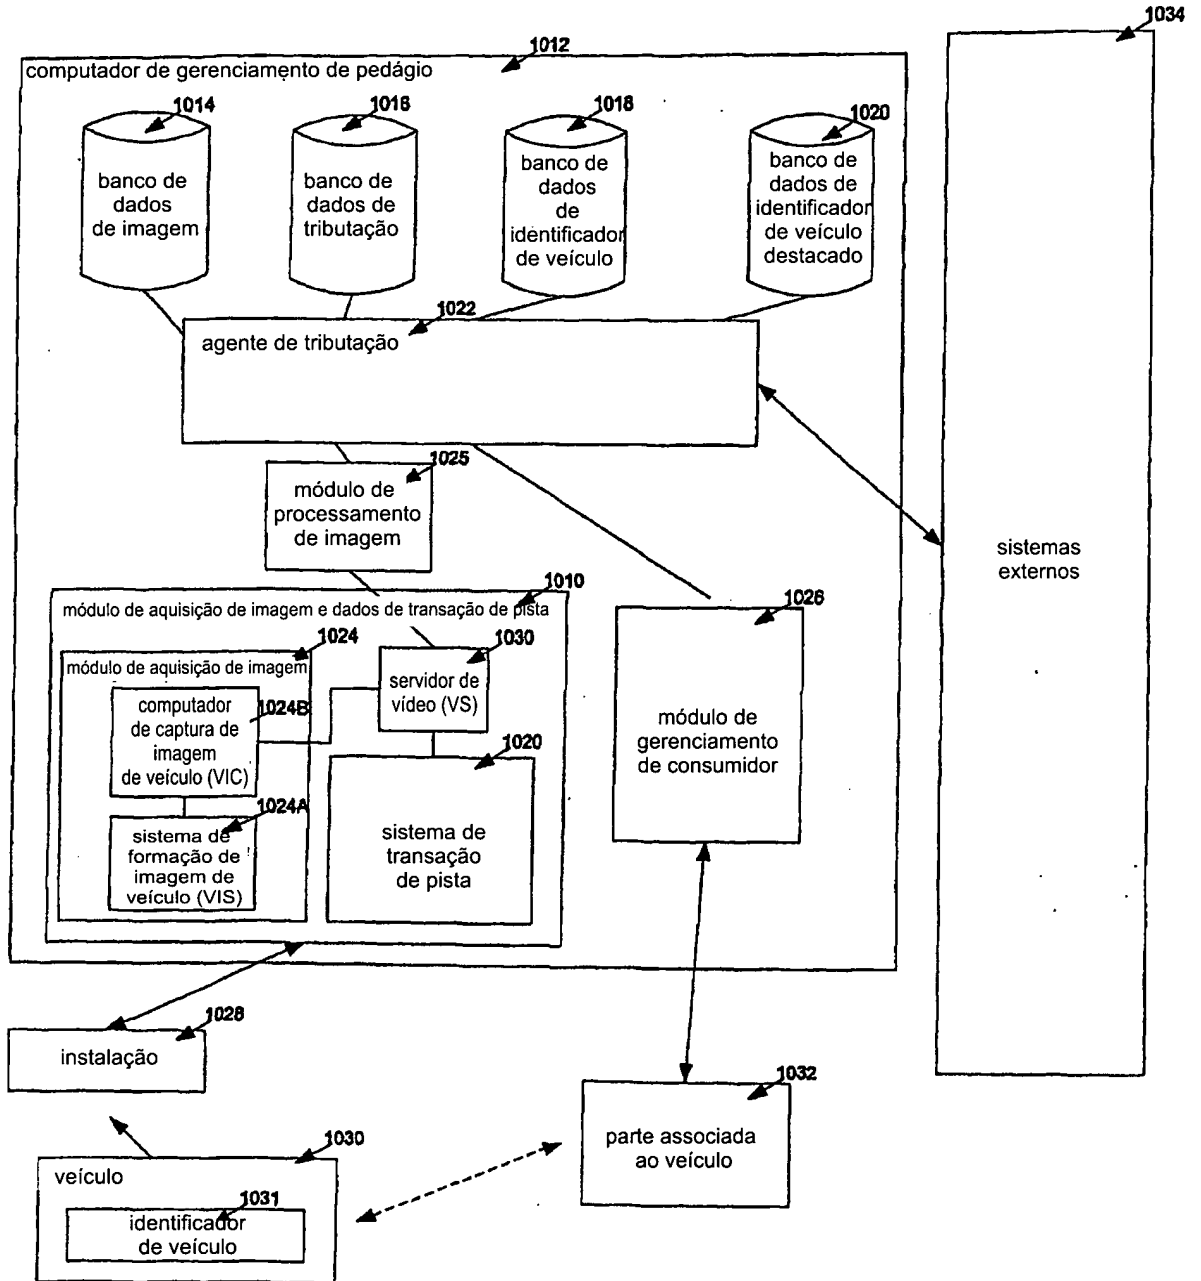 1034
1012
computador de gerenciamento de pedágio
1014
banco de
dados
de imagem
1016
banco de
dados de
tributação
1018
banco de
dados
de
identificador
de veículo
1020
banco de
dados de
identificador
de veículo
destacado
1022
agente de tributação
1025
módulo de
processamento
de imagem
sistemas
externos
1010
módulo de aquisição de imagem e dados de transação de pista
1024
módulo de aquisição de imagem
1024B
computador
de captura de
imagem
de veículo (VIC)
1024A
sistema de
formação de
imagem de
veículo (VIS)
1030
servidor de
vídeo (VS)
1020
sistema de
transação
de pista
1026
módulo de
gerenciamento
de consumidor
1028
instalação
1030
veículo
1031
identificador
de veículo
1032
parte associada
ao veículo